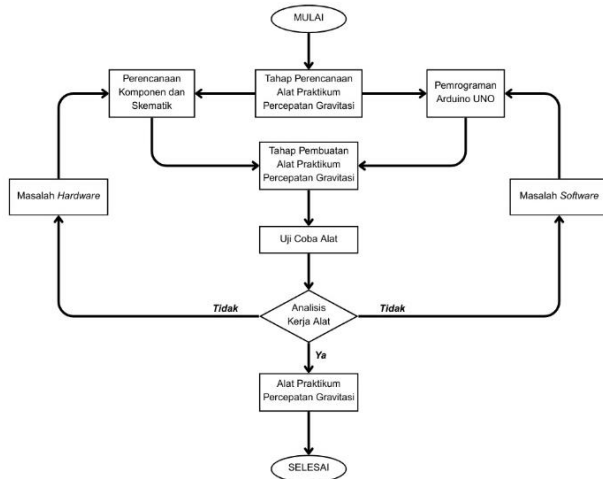 MULAI
Perencanaan
Komponen dan
Skematik
Tahap Perencanaan
Alat Praktikum
Percepatan Gravitasi
Pemrograman
Arduino UNO
Tahap Pembuatan
Alat Praktikum
Percepatan Gravitasi
Masalah Hardware
Masalah Software
Uji Coba Alat
Tidak
Analisis
Kerja Alat
Tidak
Ya
Alat Praktikum
Percepatan Gravitasi
SELESAI